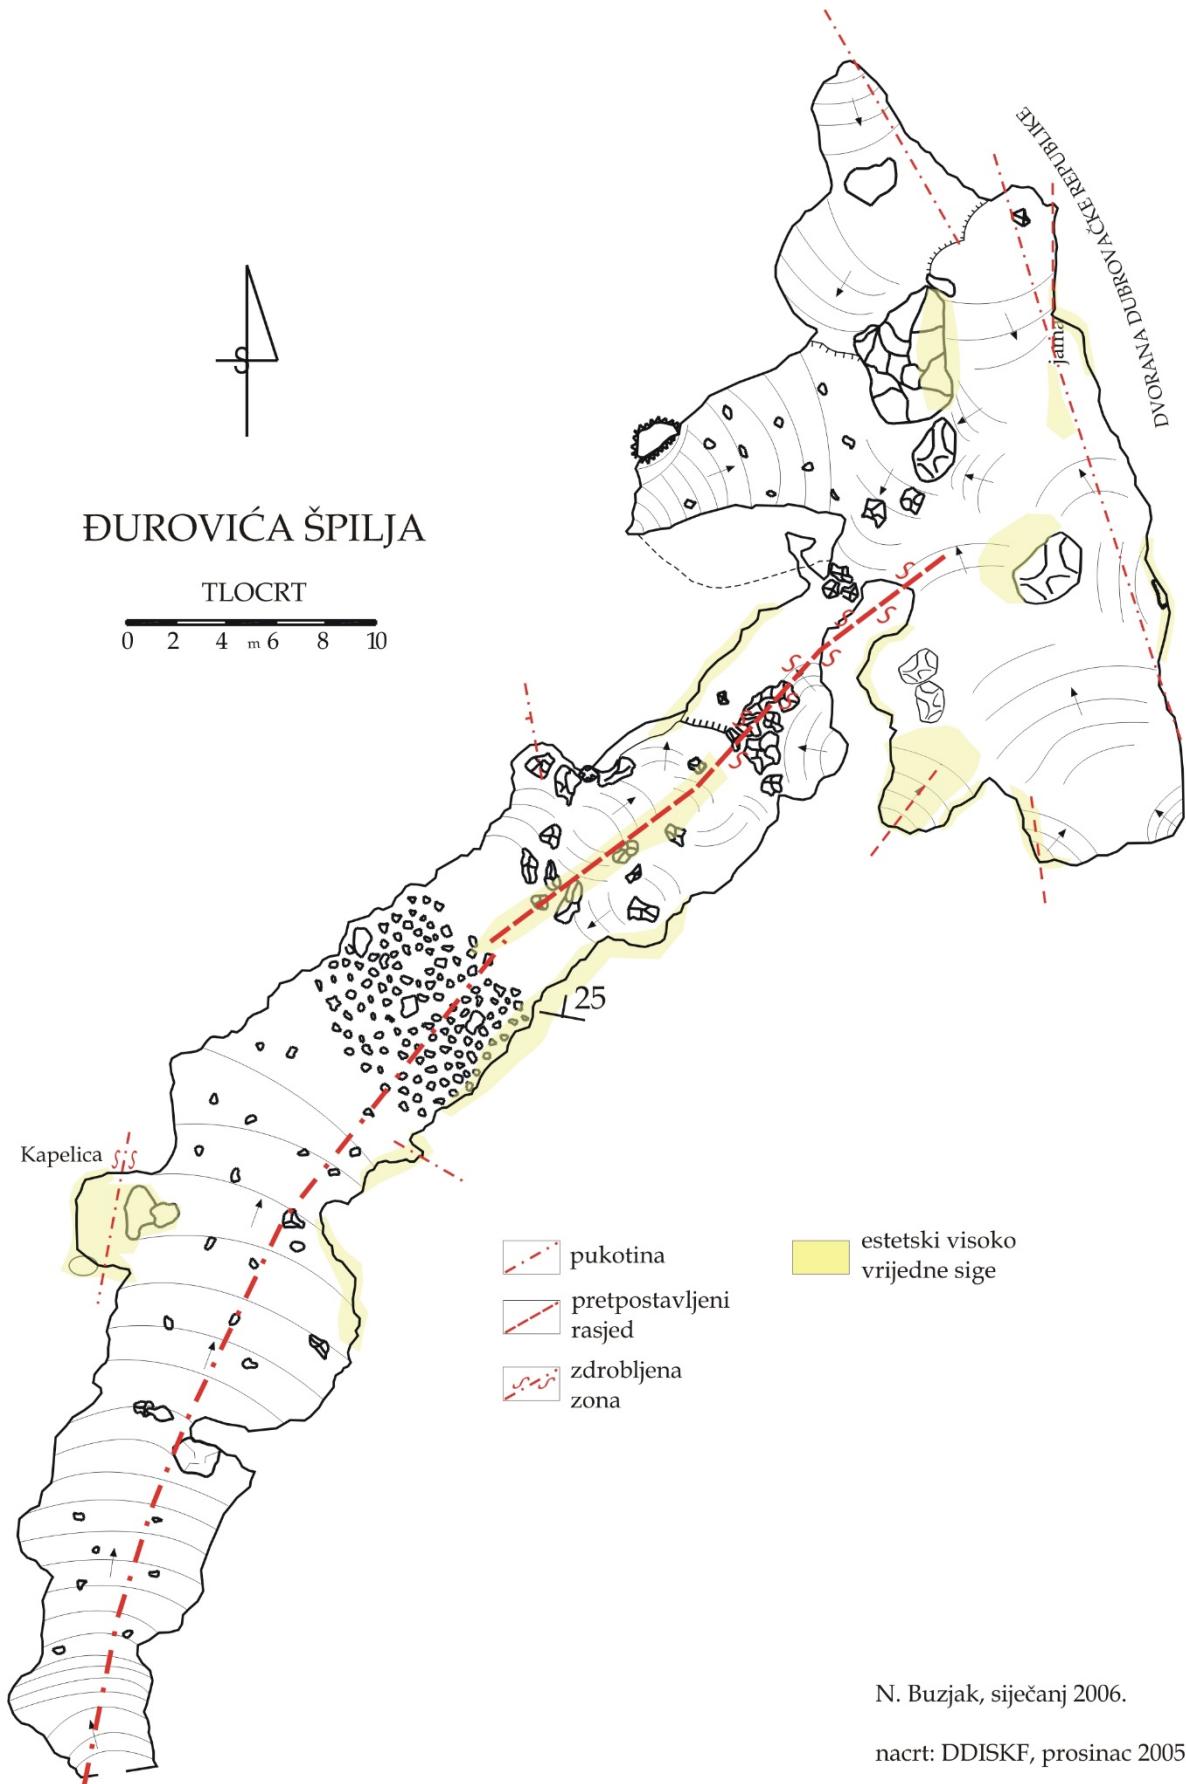 DVORANA DUBROVAČKE REPUBLIKE
jama
S
ĐUROVIĆA ŠPILJA
TLOCRT
0 2 4 m 6 8 10
25
Kapelica
pukotina
pretpostavljeni
rasjed
zdrobljena
zona
estetski visoko
vrijedne sige
N. Buzjak, siječanj 2006.
nacrt: DDISKF, prosinac 2005